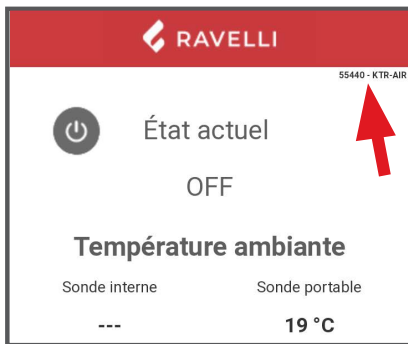 RAVELLI
55440 - KTR-AIR
État actuel
OFF
Température ambiante
Sonde interne Sonde portable
--- 19 °C